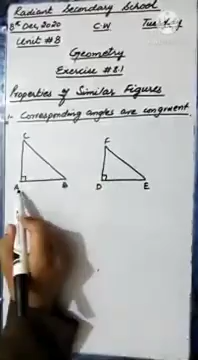 Radiant Secondary School
8th Dec, 2020 C.W Tuesday
Unit #8
Geometry
Exercise #8.1
Properties of Similar Figures
1- Corresponding angles are congruent.
C F
A B D E